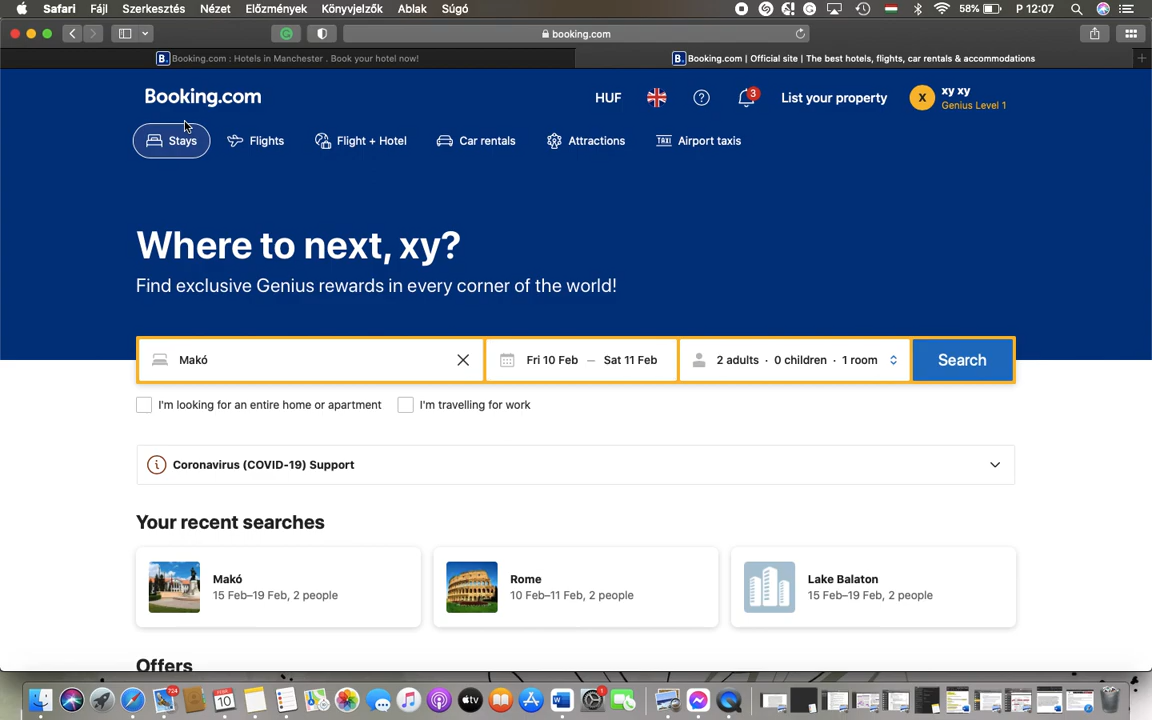 Safari Fájl Szerkesztés Nézet Előzmények Könyvjelzők Ablak Súgó 58% P 12:07
booking.com
B. Booking.com : Hotels in Manchester . Book your hotel now!
B. Booking.com | Official site | The best hotels, flights, car rentals & accommodations
Booking.com HUF 3 List your property X xy xy
Genius Level 1
Stays Flights Flight + Hotel Car rentals Attractions TAXI Airport taxis
Where to next, xy?
Find exclusive Genius rewards in every corner of the world!
Makó Fri 10 Feb — Sat 11 Feb 2 adults · 0 children · 1 room Search
I'm looking for an entire home or apartment I'm travelling for work
Coronavirus (COVID-19) Support
Your recent searches
Makó
15 Feb–19 Feb, 2 people
Rome
10 Feb–11 Feb, 2 people
Lake Balaton
15 Feb–19 Feb, 2 people
Offers
724 10 tv W 1